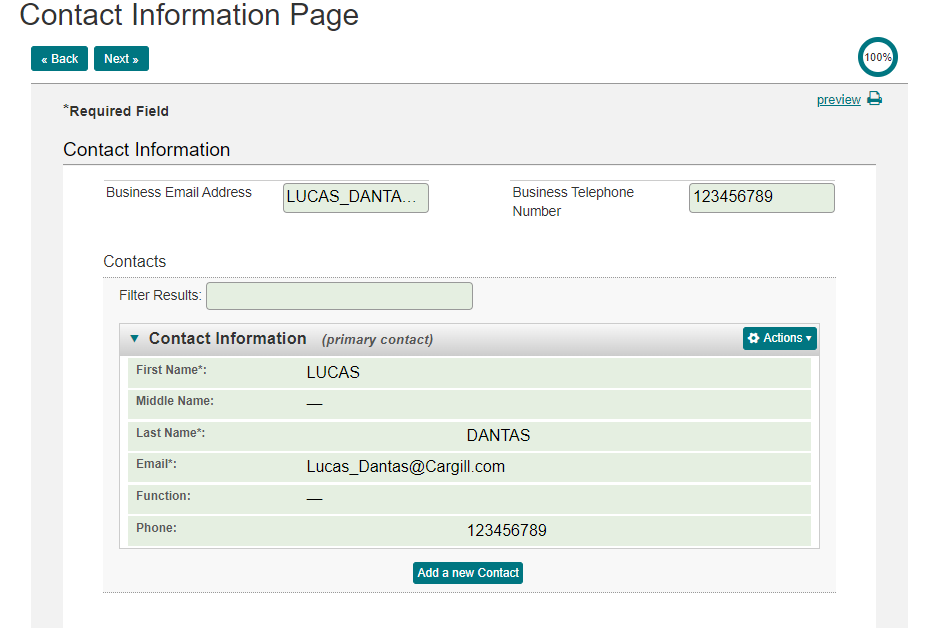 Contact Information Page
« Back Next » 100%
preview
*Required Field
Contact Information
Business Email Address LUCAS_DANTA... Business Telephone Number 123456789
Contacts
Filter Results:
▼ Contact Information (primary contact) Actions ▾
First Name*: LUCAS
Middle Name: —
Last Name*: DANTAS
Email*: Lucas_Dantas@Cargill.com
Function: —
Phone: 123456789
Add a new Contact